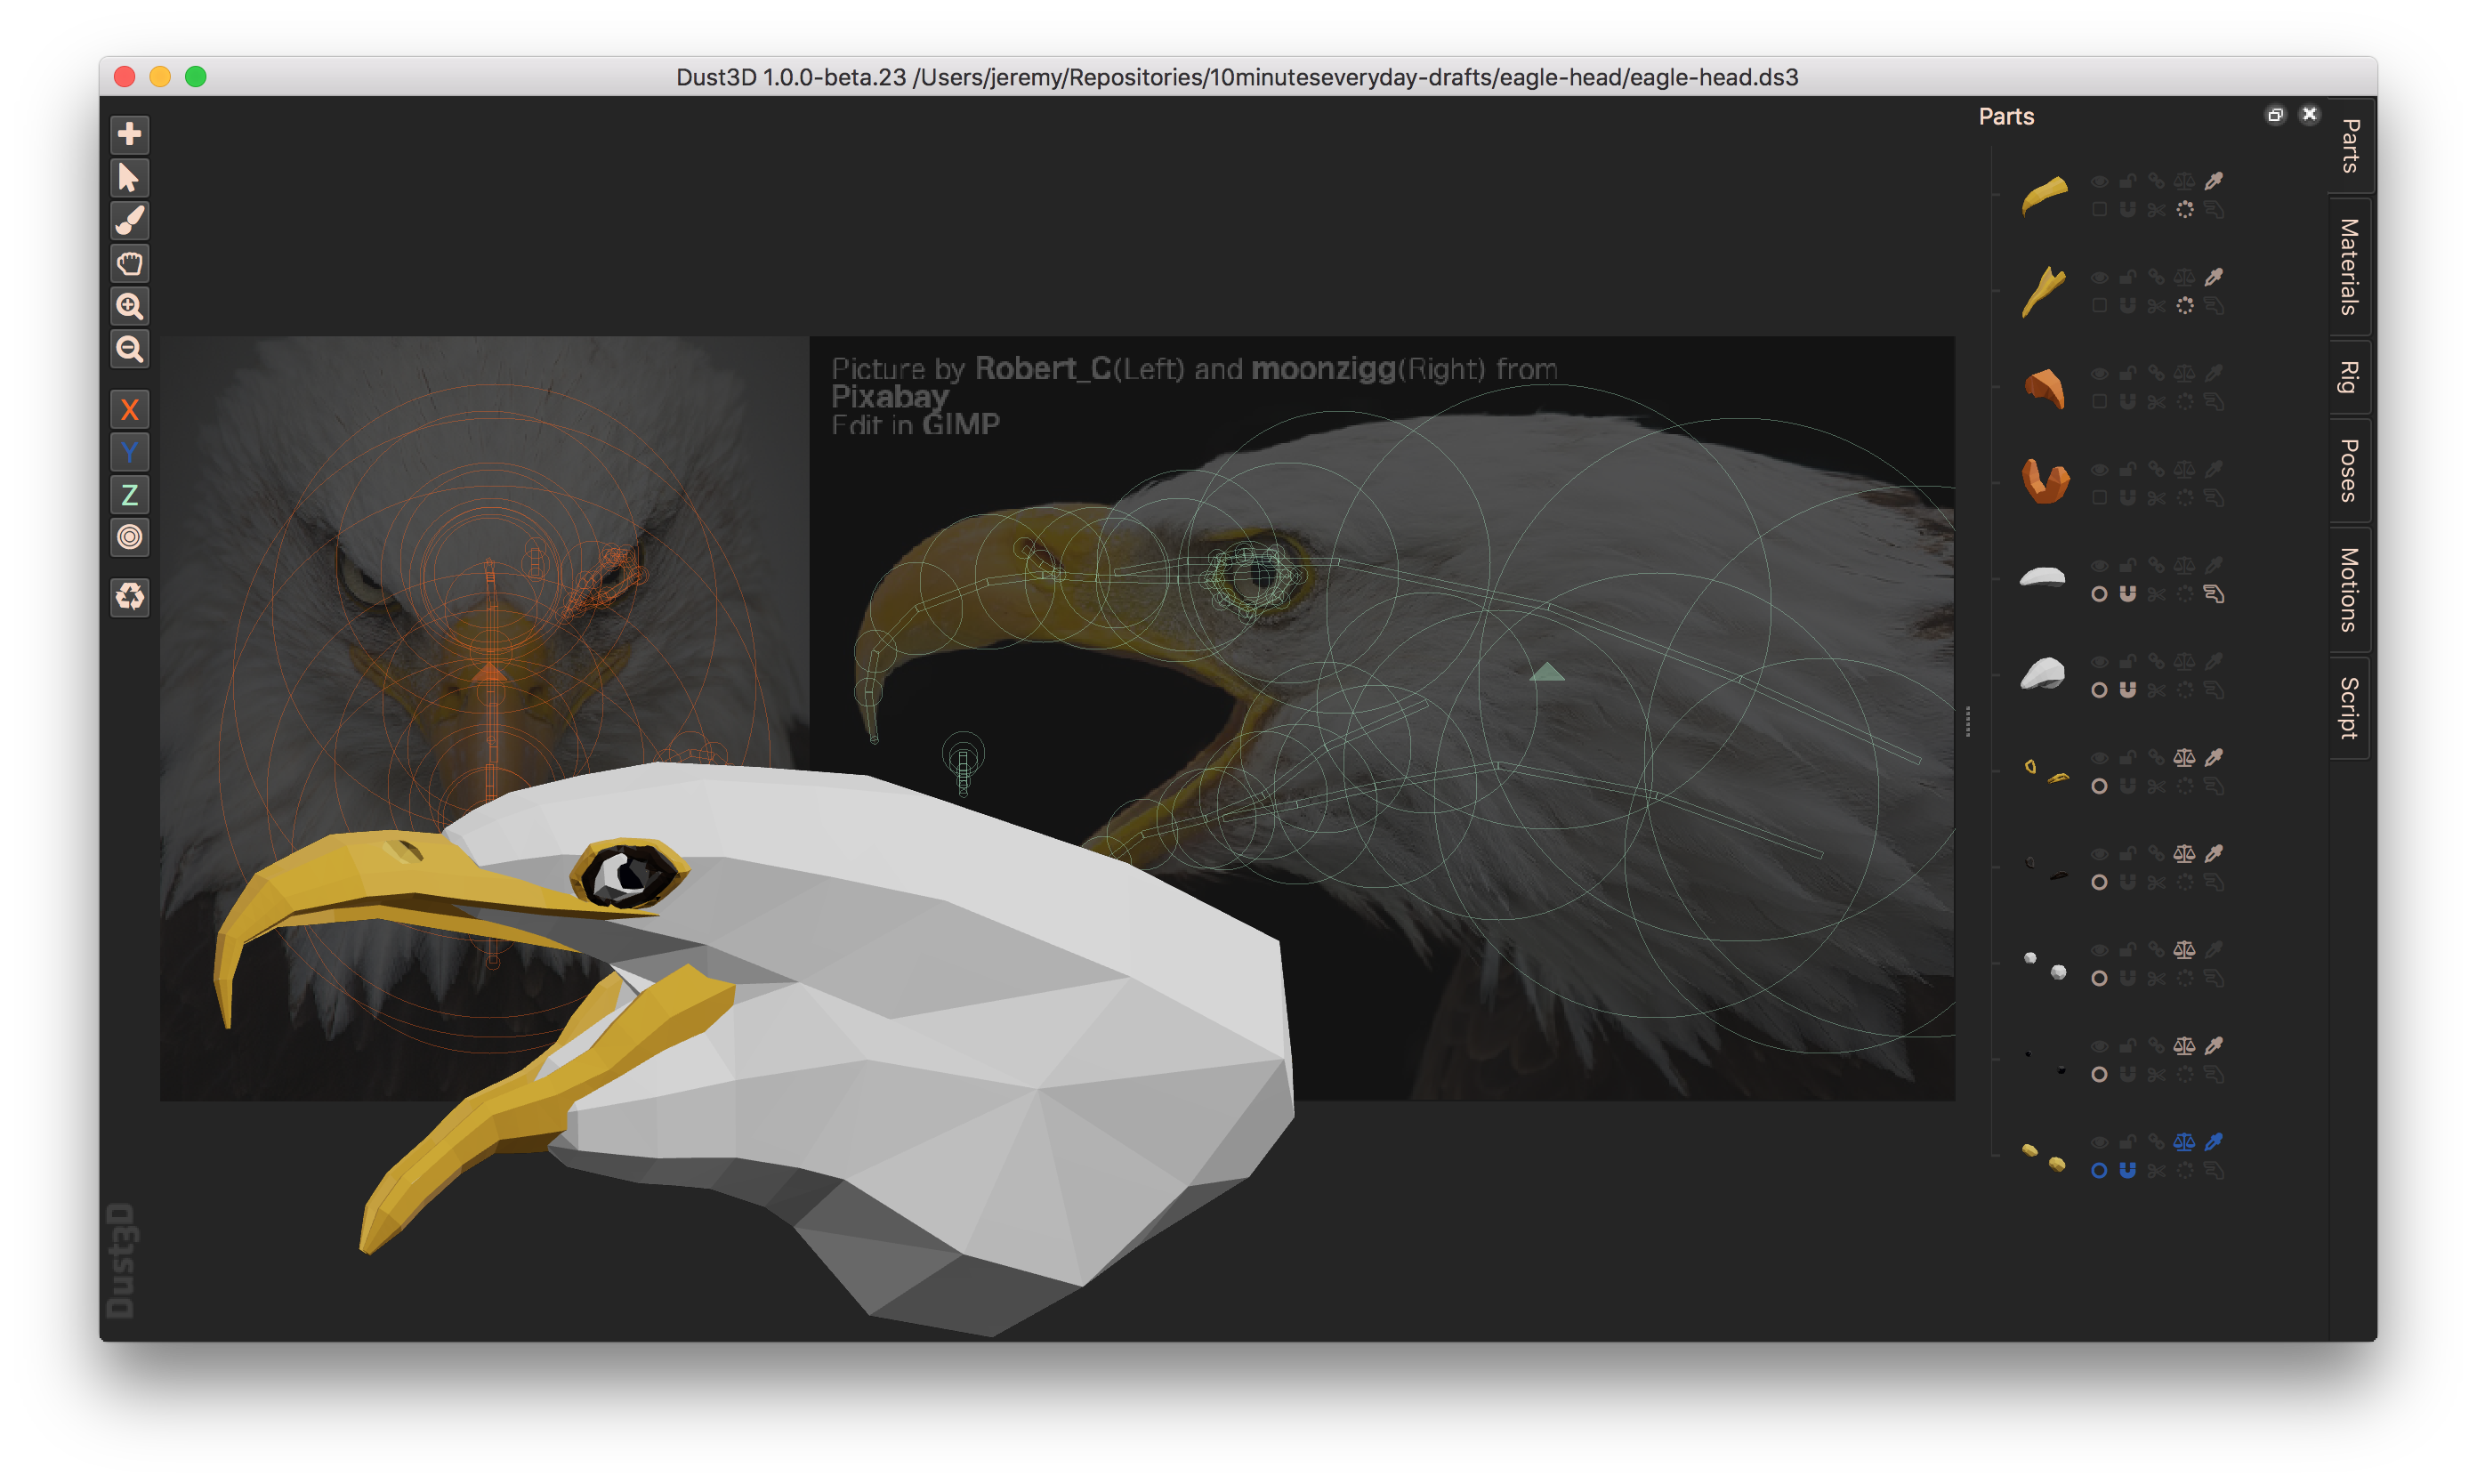 Dust3D 1.0.0-beta.23 /Users/jeremy/Repositories/10minuteseveryday-drafts/eagle-head/eagle-head.ds3
Parts
Parts
Materials
Rig
Poses
Motions
Script
X
Y
Z
Picture by Robert_C(Left) and moonzigg(Right) from
Pixabay
Edit in GIMP
Dust3D